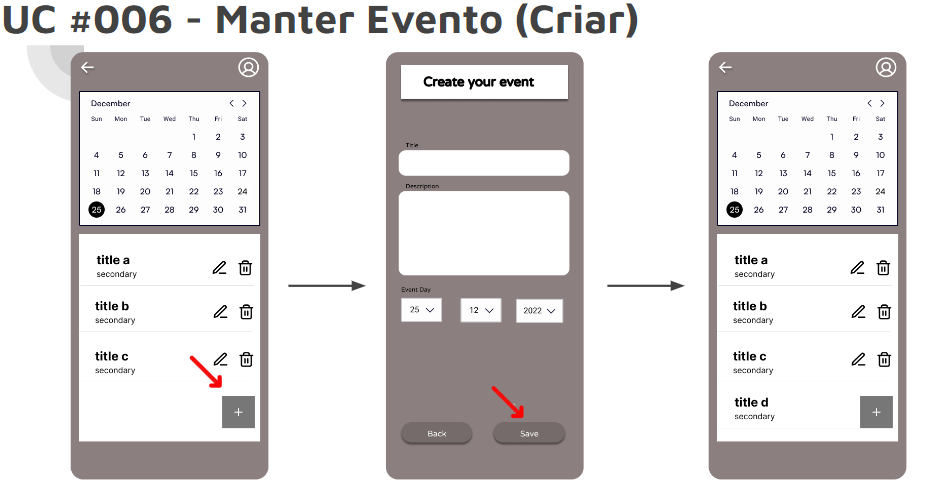 UC #006 - Manter Evento (Criar)
December
Sun Mon Tue Wed Thu Fri Sat
1 2 3
4 5 6 7 8 9 10
11 12 13 14 15 16 17
18 19 20 21 22 23 24
25 26 27 28 29 30 31
title a
secondary
title b
secondary
title c
secondary
+
Create your event
Title
Description
Event Day
25 12 2022
Back Save
December
Sun Mon Tue Wed Thu Fri Sat
1 2 3
4 5 6 7 8 9 10
11 12 13 14 15 16 17
18 19 20 21 22 23 24
25 26 27 28 29 30 31
title a
secondary
title b
secondary
title c
secondary
title d
secondary
+